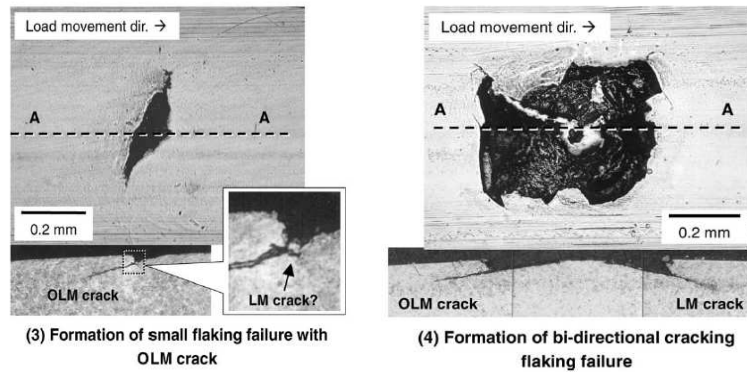 Load movement dir. →
A A
0.2 mm
OLM crack
LM crack?
(3) Formation of small flaking failure with
OLM crack
Load movement dir. →
A A
0.2 mm
OLM crack LM crack
(4) Formation of bi-directional cracking
flaking failure